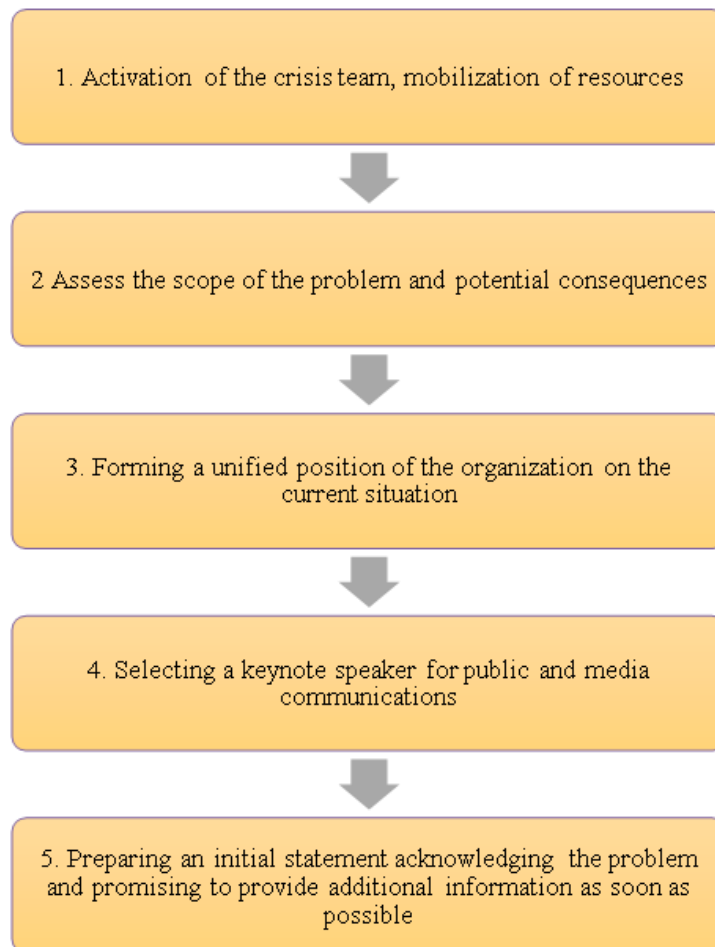 1. Activation of the crisis team, mobilization of resources
2 Assess the scope of the problem and potential consequences
3. Forming a unified position of the organization on the
current situation
4. Selecting a keynote speaker for public and media
communications
5. Preparing an initial statement acknowledging the problem
and promising to provide additional information as soon as
possible